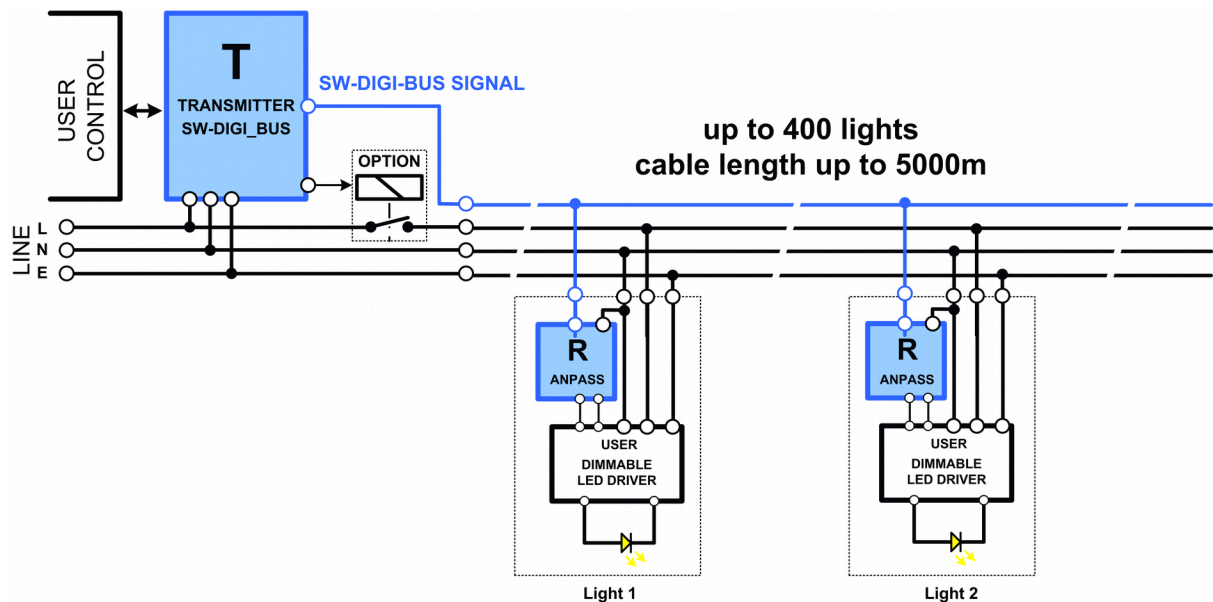 USER
CONTROL
T
TRANSMITTER
SW-DIGI_BUS
SW-DIGI-BUS SIGNAL
OPTION
up to 400 lights
cable length up to 5000m
LINE
L
N
E
R
ANPASS
USER
DIMMABLE
LED DRIVER
Light 1
R
ANPASS
USER
DIMMABLE
LED DRIVER
Light 2